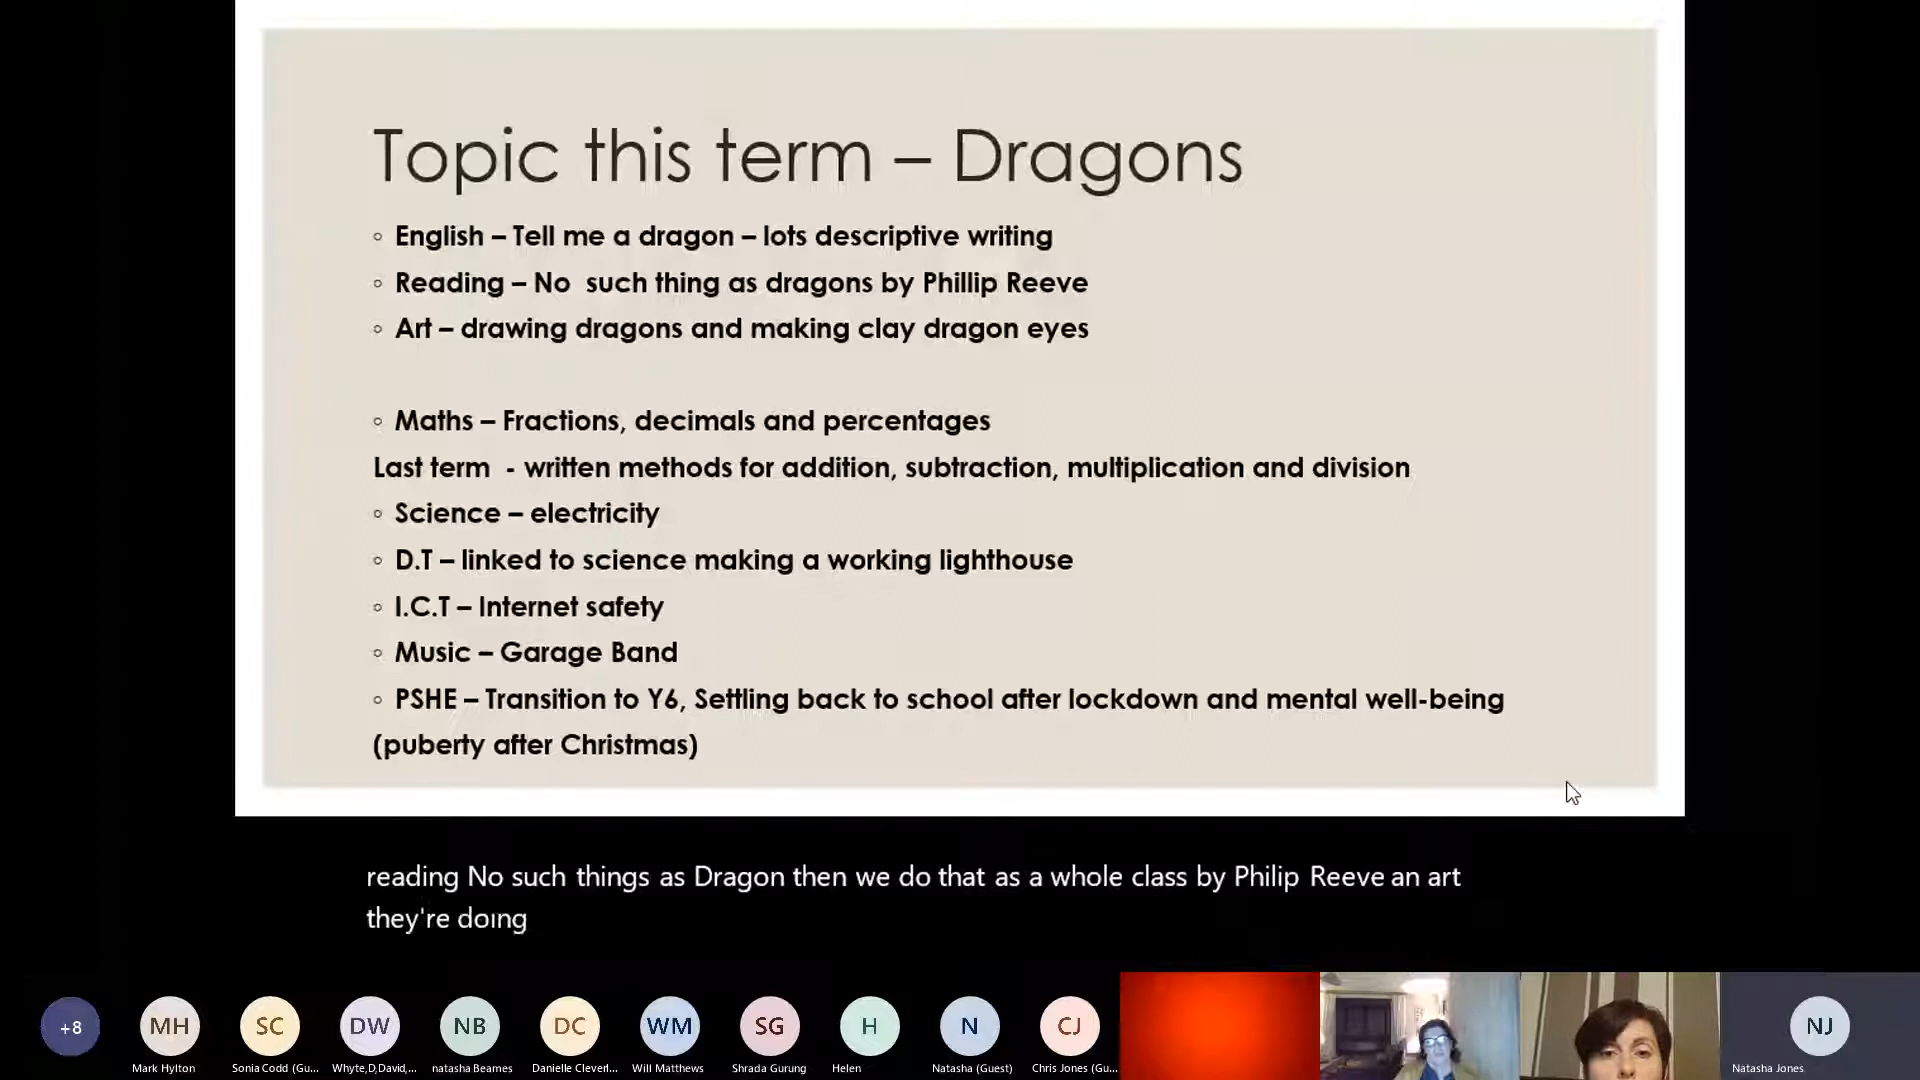 Topic this term – Dragons
English – Tell me a dragon – lots descriptive writing
Reading – No such thing as dragons by Phillip Reeve
Art – drawing dragons and making clay dragon eyes
Maths – Fractions, decimals and percentages
Last term - written methods for addition, subtraction, multiplication and division
Science – electricity
D.T – linked to science making a working lighthouse
I.C.T – Internet safety
Music – Garage Band
PSHE – Transition to Y6, Settling back to school after lockdown and mental well-being
(puberty after Christmas)
reading No such things as Dragon then we do that as a whole class by Philip Reeve an art
they're doing
+8 MH SC DW NB DC WM SG H N CJ NJ
Mark Hylton Sonia Codd (Gu... Whyte,D,David,... natasha Beames Danielle Cleverl... Will Matthews Shrada Gurung Helen Natasha (Guest) Chris Jones (Gu... Natasha Jones